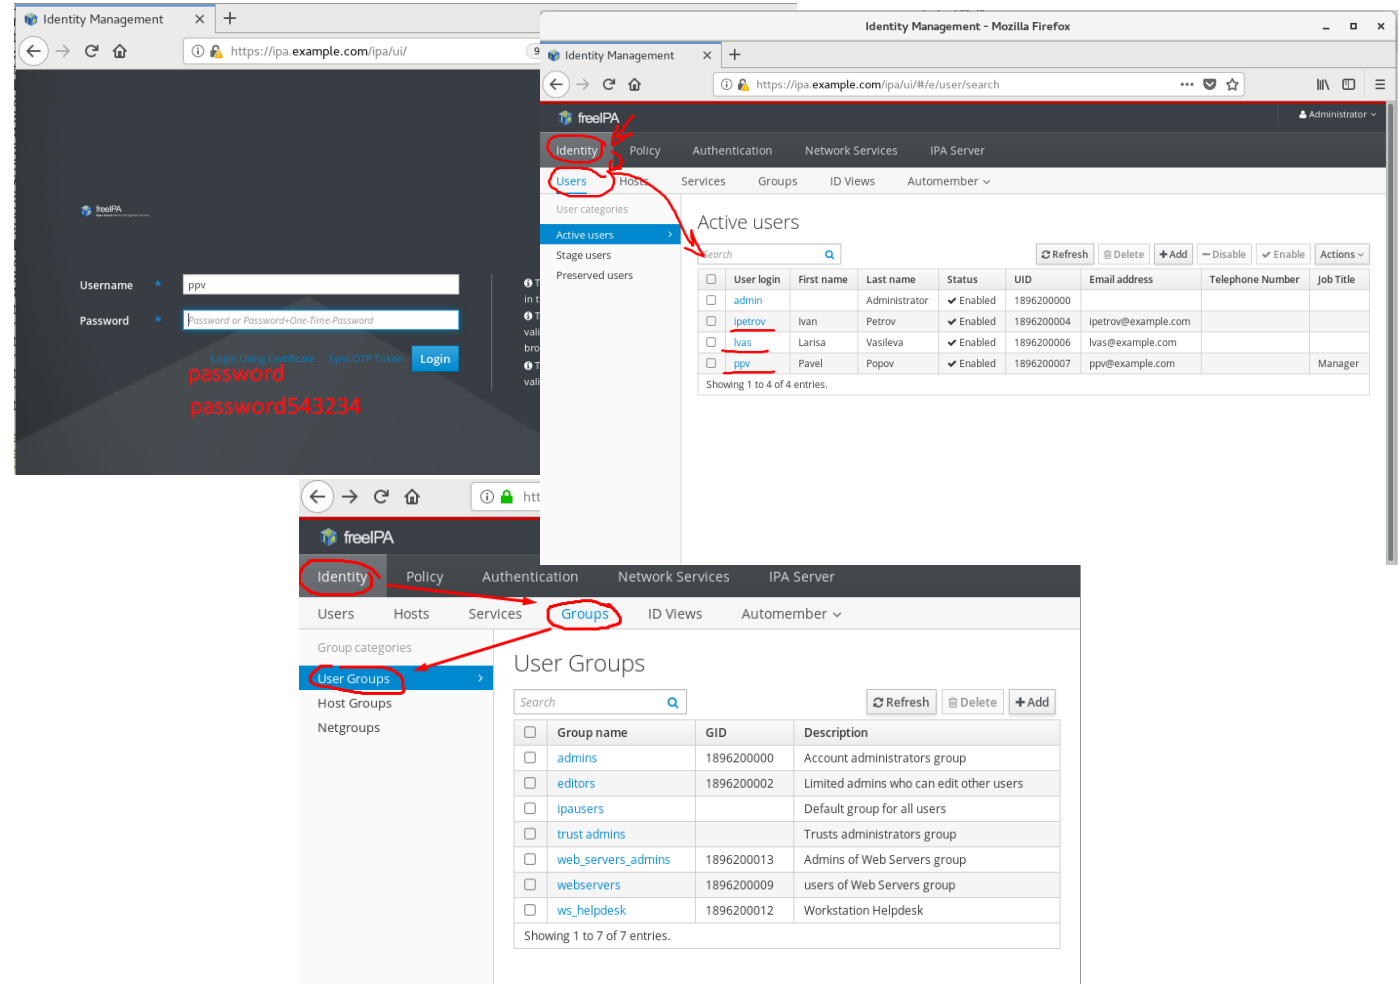 Identity Management
https://ipa.example.com/ipa/ui/
freeIPA
Username *
ppv
Password *
Password or Password+One-Time-Password
Login Using Certificate
Sync OTP Token
Login
password
password543234
Identity Management - Mozilla Firefox
Identity Management
https://ipa.example.com/ipa/ui/#/e/user/search
freeIPA
Administrator
Identity Policy Authentication Network Services IPA Server
Users Hosts Services Groups ID Views Automember
User categories
Active users
Stage users
Preserved users
Active users
Search
Refresh Delete Add Disable Enable Actions
User login First name Last name Status UID Email address Telephone Number Job Title
admin Administrator Enabled 1896200000
ipetrov Ivan Petrov Enabled 1896200004 ipetrov@example.com
lvas Larisa Vasileva Enabled 1896200006 lvas@example.com
ppv Pavel Popov Enabled 1896200007 ppv@example.com Manager
Showing 1 to 4 of 4 entries.
freeIPA
Identity Policy Authentication Network Services IPA Server
Users Hosts Services Groups ID Views Automember
Group categories
User Groups
Host Groups
Netgroups
User Groups
Search
Refresh Delete Add
Group name GID Description
admins 1896200000 Account administrators group
editors 1896200002 Limited admins who can edit other users
ipausers Default group for all users
trust admins Trusts administrators group
web_servers_admins 1896200013 Admins of Web Servers group
webservers 1896200009 users of Web Servers group
ws_helpdesk 1896200012 Workstation Helpdesk
Showing 1 to 7 of 7 entries.